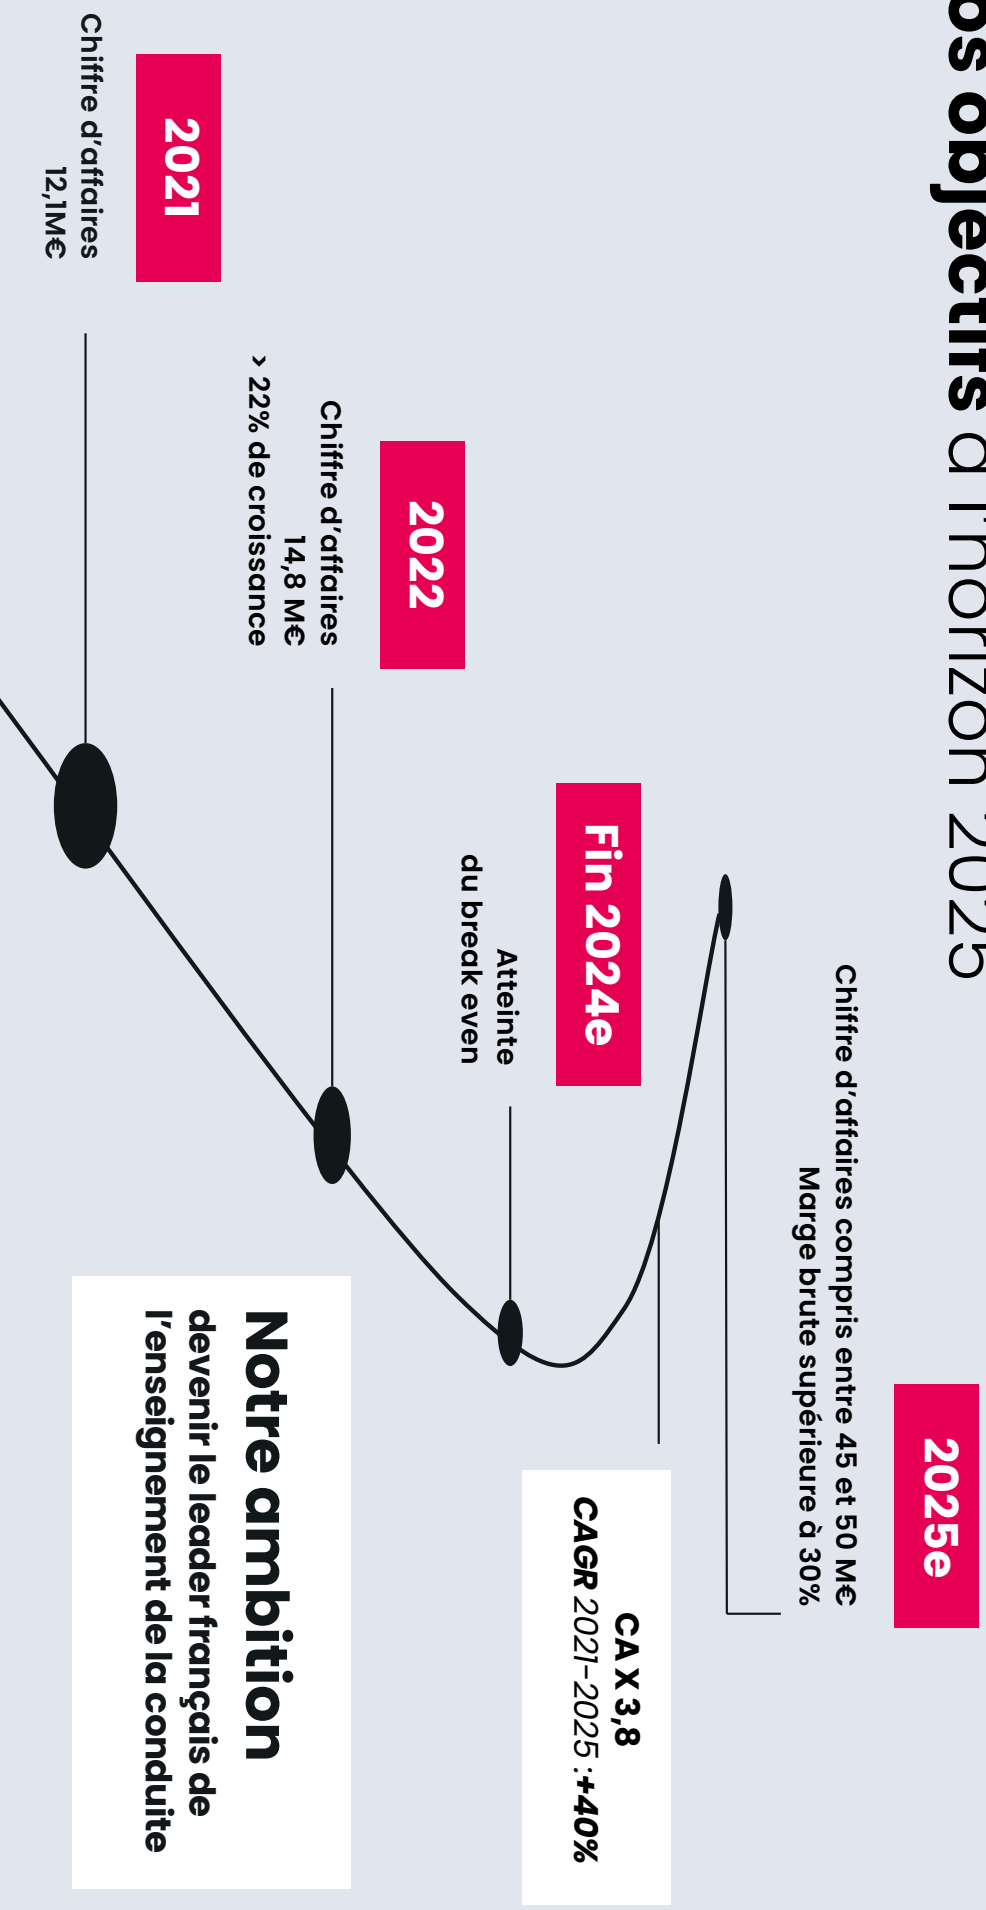 objectifs à l'horizon 2025
2021
Chiffre d'affaires
12,1M€
2022
Chiffre d'affaires
14,8 M€
> 22% de croissance
Fin 2024e
Atteinte
du break even
2025e
Chiffre d'affaires compris entre 45 et 50 M€
Marge brute supérieure à 30%
CA X 3,8
CAGR 2021-2025 :+40%
Notre ambition
devenir le leader français de
l'enseignement de la conduite